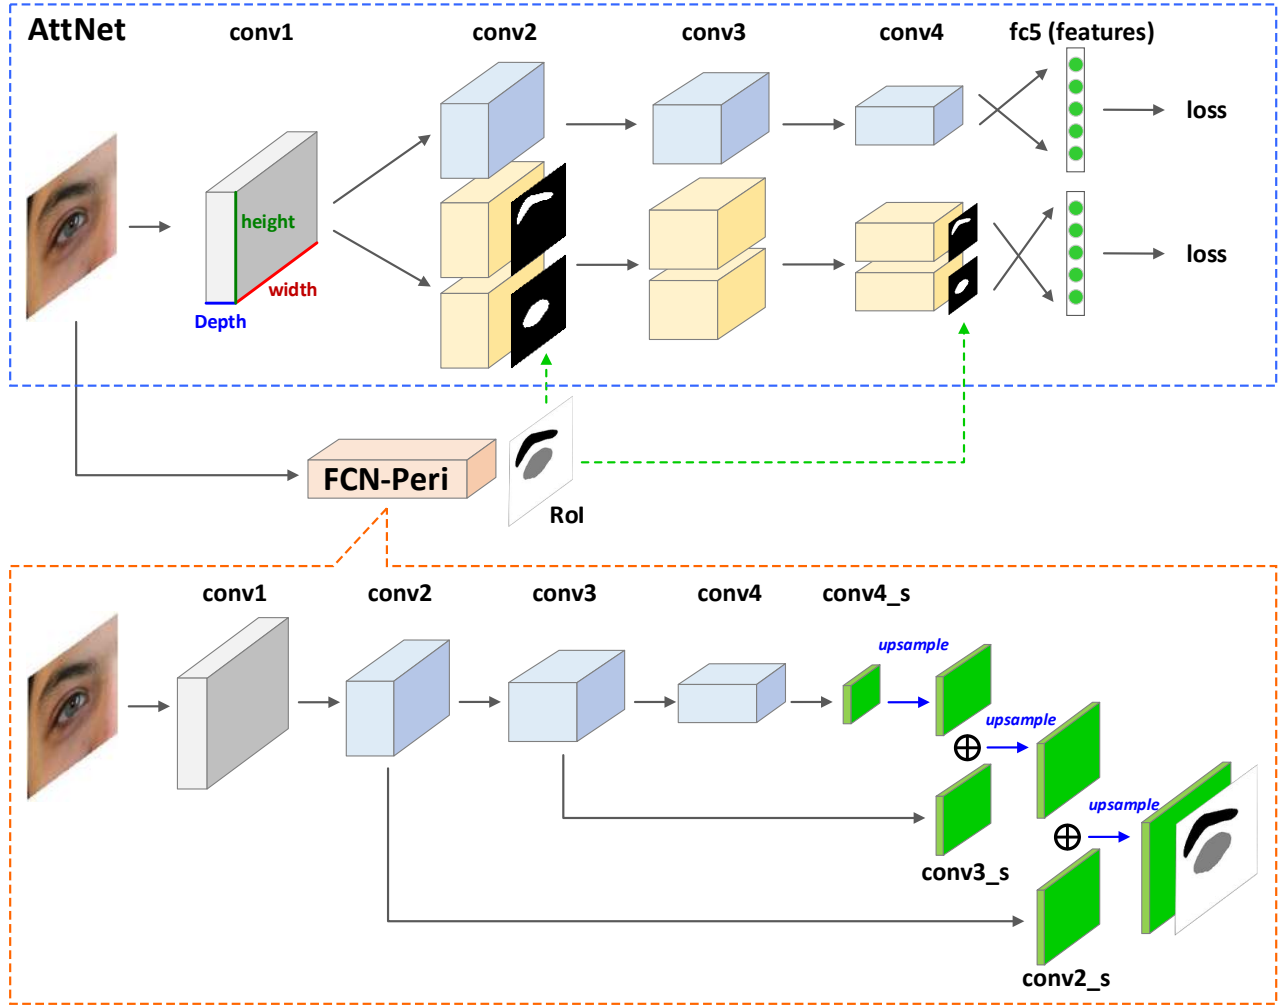 AttNet
conv1
conv2
conv3
conv4
fc5 (features)
height
width
Depth
loss
loss
FCN-Peri
RoI
conv1
conv2
conv3
conv4
conv4_s
upsample
upsample
upsample
conv3_s
conv2_s